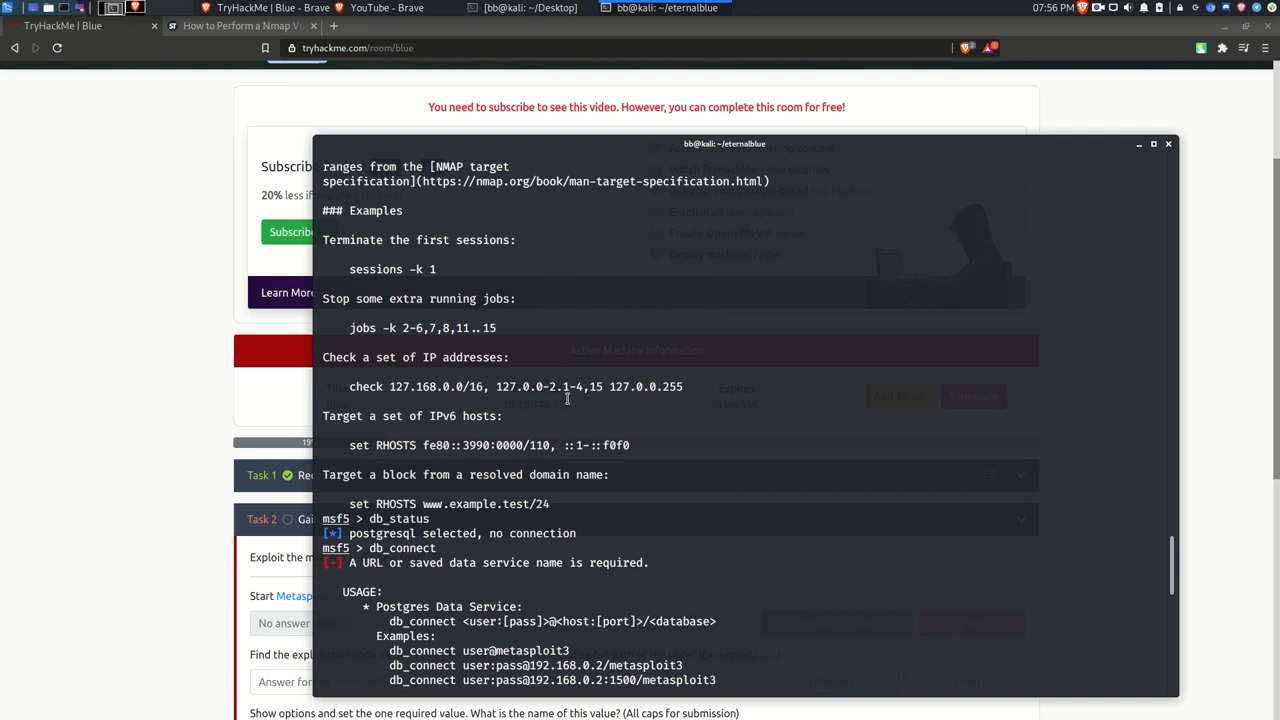 TryHackMe | Blue - Brave
YouTube - Brave
[bb@kali: ~/Desktop]
bb@kali: ~/eternalblue
07:56 PM
TryHackMe | Blue
How to Perform a Nmap Vu
tryhackme.com/room/blue
You need to subscribe to see this video. However, you can complete this room for free!
bb@kali: ~/eternalblue
Subscribe
20% less if
Subscribe
Learn More
ranges from the [NMAP target
specification](https://nmap.org/book/man-target-specification.html)
### Examples
Terminate the first sessions:
sessions -k 1
Stop some extra running jobs:
jobs -k 2-6,7,8,11..15
Check a set of IP addresses:
check 127.168.0.0/16, 127.0.0-2.1-4,15 127.0.0.255
Target a set of IPv6 hosts:
set RHOSTS fe80::3990:0000/110, ::1-::f0f0
Target a block from a resolved domain name:
set RHOSTS www.example.test/24
msf5 > db_status
[*] postgresql selected, no connection
msf5 > db_connect
[-] A URL or saved data service name is required.
USAGE:
* Postgres Data Service:
db_connect <user:[pass]>@<host:[port]>/<database>
Examples:
db_connect user@metasploit3
db_connect user:pass@192.168.0.2/metasploit3
db_connect user:pass@192.168.0.2:1500/metasploit3
Active Machine Information
Expires
Terminate
Task 1
Task 2
Exploit the m
Start Metasp
No answer
Find the exploitation code
Answer for
Show options and set the one required value. What is the name of this value? (All caps for submission)